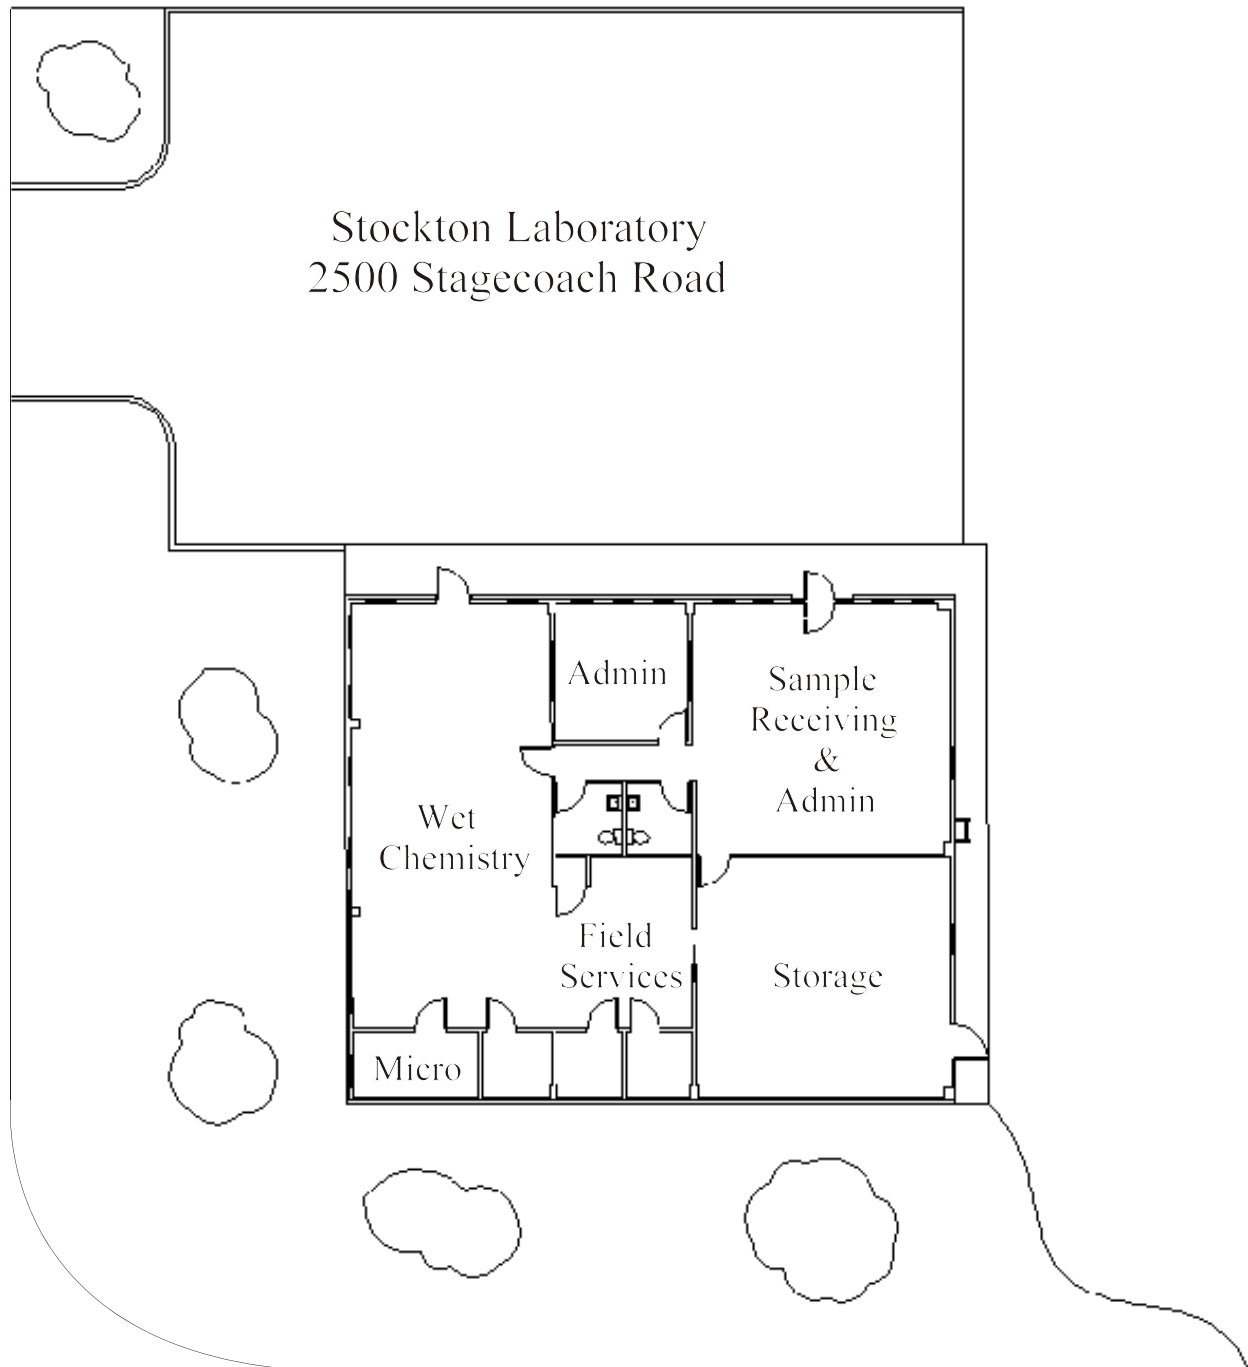 Stockton Laboratory
2500 Stagecoach Road
Admin
Sample
Receiving
&
Admin
Wet
Chemistry
Field
Services
Storage
Micro